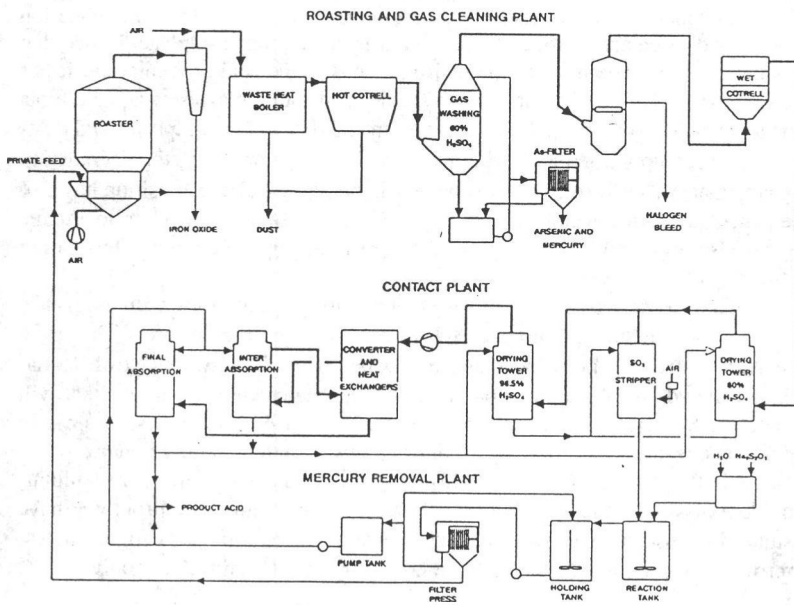 ROASTING AND GAS CLEANING PLANT
AIR
ROASTER
WASTE HEAT
BOILER
HOT COTRELL
GAS
WASHING
60%
H₂SO₄
WET
COTRELL
As-FILTER
PRIVATE FEED
AIR
IRON OXIDE
DUST
ARSENIC AND
MERCURY
HALOGEN
BLEED
CONTACT PLANT
FINAL
ABSORPTION
INTER
ABSORPTION
CONVERTER
AND
HEAT
EXCHANGERS
DRYING
TOWER
98.5%
H₂SO₄
SO₂
STRIPPER
AIR
DRYING
TOWER
80%
H₂SO₄
MERCURY REMOVAL PLANT
H₂O
Na₂S₂O₃
PRODUCT ACID
PUMP TANK
FILTER
PRESS
HOLDING
TANK
REACTION
TANK